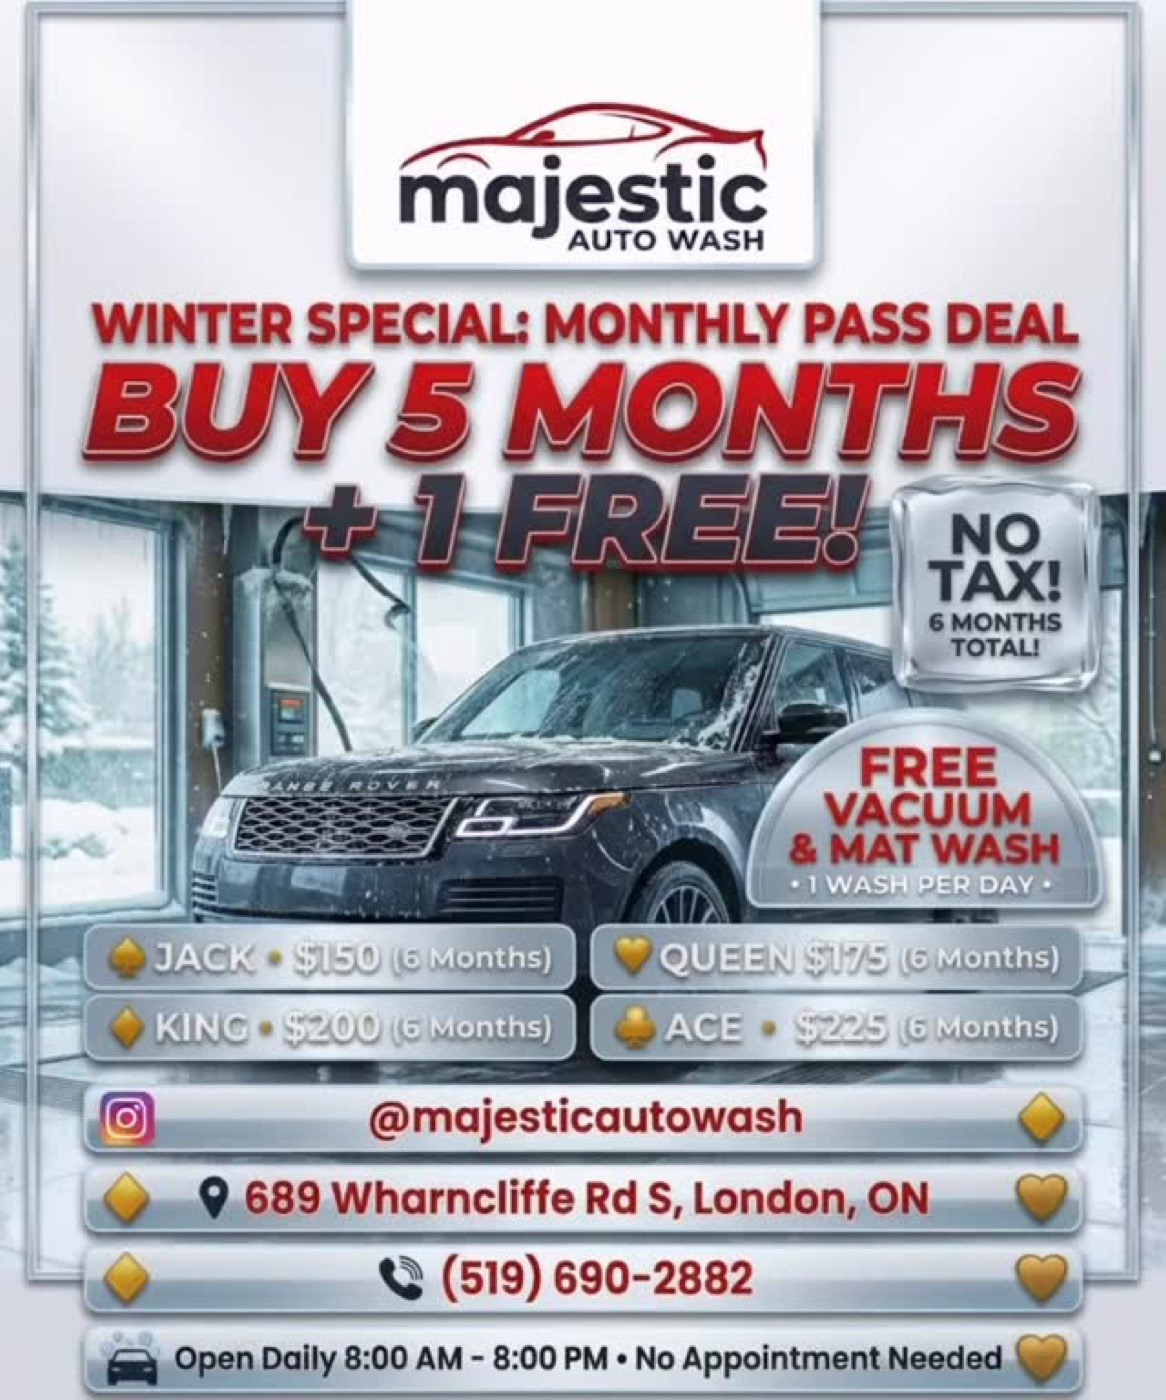 majestic
AUTO WASH
WINTER SPECIAL: MONTHLY PASS DEAL
BUY 5 MONTHS
+ 1 FREE!
NO
TAX!
6 MONTHS
TOTAL!
RANGE ROVER
FREE
VACUUM
& MAT WASH
• 1 WASH PER DAY •
JACK • $150 (6 Months)
QUEEN $175 (6 Months)
KING • $200 (6 Months)
ACE • $225 (6 Months)
@majesticautowash
689 Wharncliffe Rd S, London, ON
(519) 690-2882
Open Daily 8:00 AM - 8:00 PM • No Appointment Needed